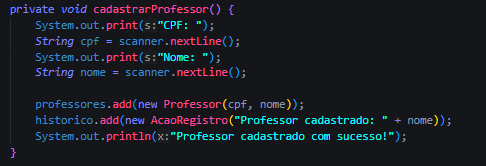 private void cadastrarProfessor() {
System.out.print(s:"CPF: ");
String cpf = scanner.nextLine();
System.out.print(s:"Nome: ");
String nome = scanner.nextLine();
professores.add(new Professor(cpf, nome));
historico.add(new AcaoRegistro("Professor cadastrado: " + nome));
System.out.println(x:"Professor cadastrado com sucesso!");
}